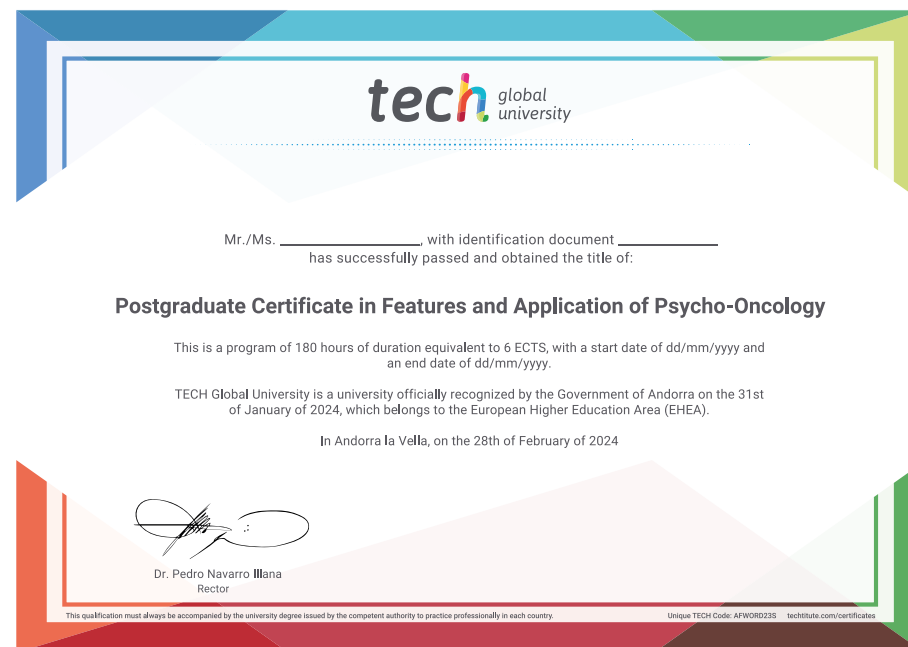 tech global university
Mr./Ms. ____________, with identification document ____________
has successfully passed and obtained the title of:
Postgraduate Certificate in Features and Application of Psycho-Oncology
This is a program of 180 hours of duration equivalent to 6 ECTS, with a start date of dd/mm/yyyy and
an end date of dd/mm/yyyy.
TECH Global University is a university officially recognized by the Government of Andorra on the 31st
of January of 2024, which belongs to the European Higher Education Area (EHEA).
In Andorra la Vella, on the 28th of February of 2024
Dr. Pedro Navarro Illana
Rector
This qualification must always be accompanied by the university degree issued by the competent authority to practice professionally in each country.
Unique TECH Code: AFWORD23S techtitute.com/certificates